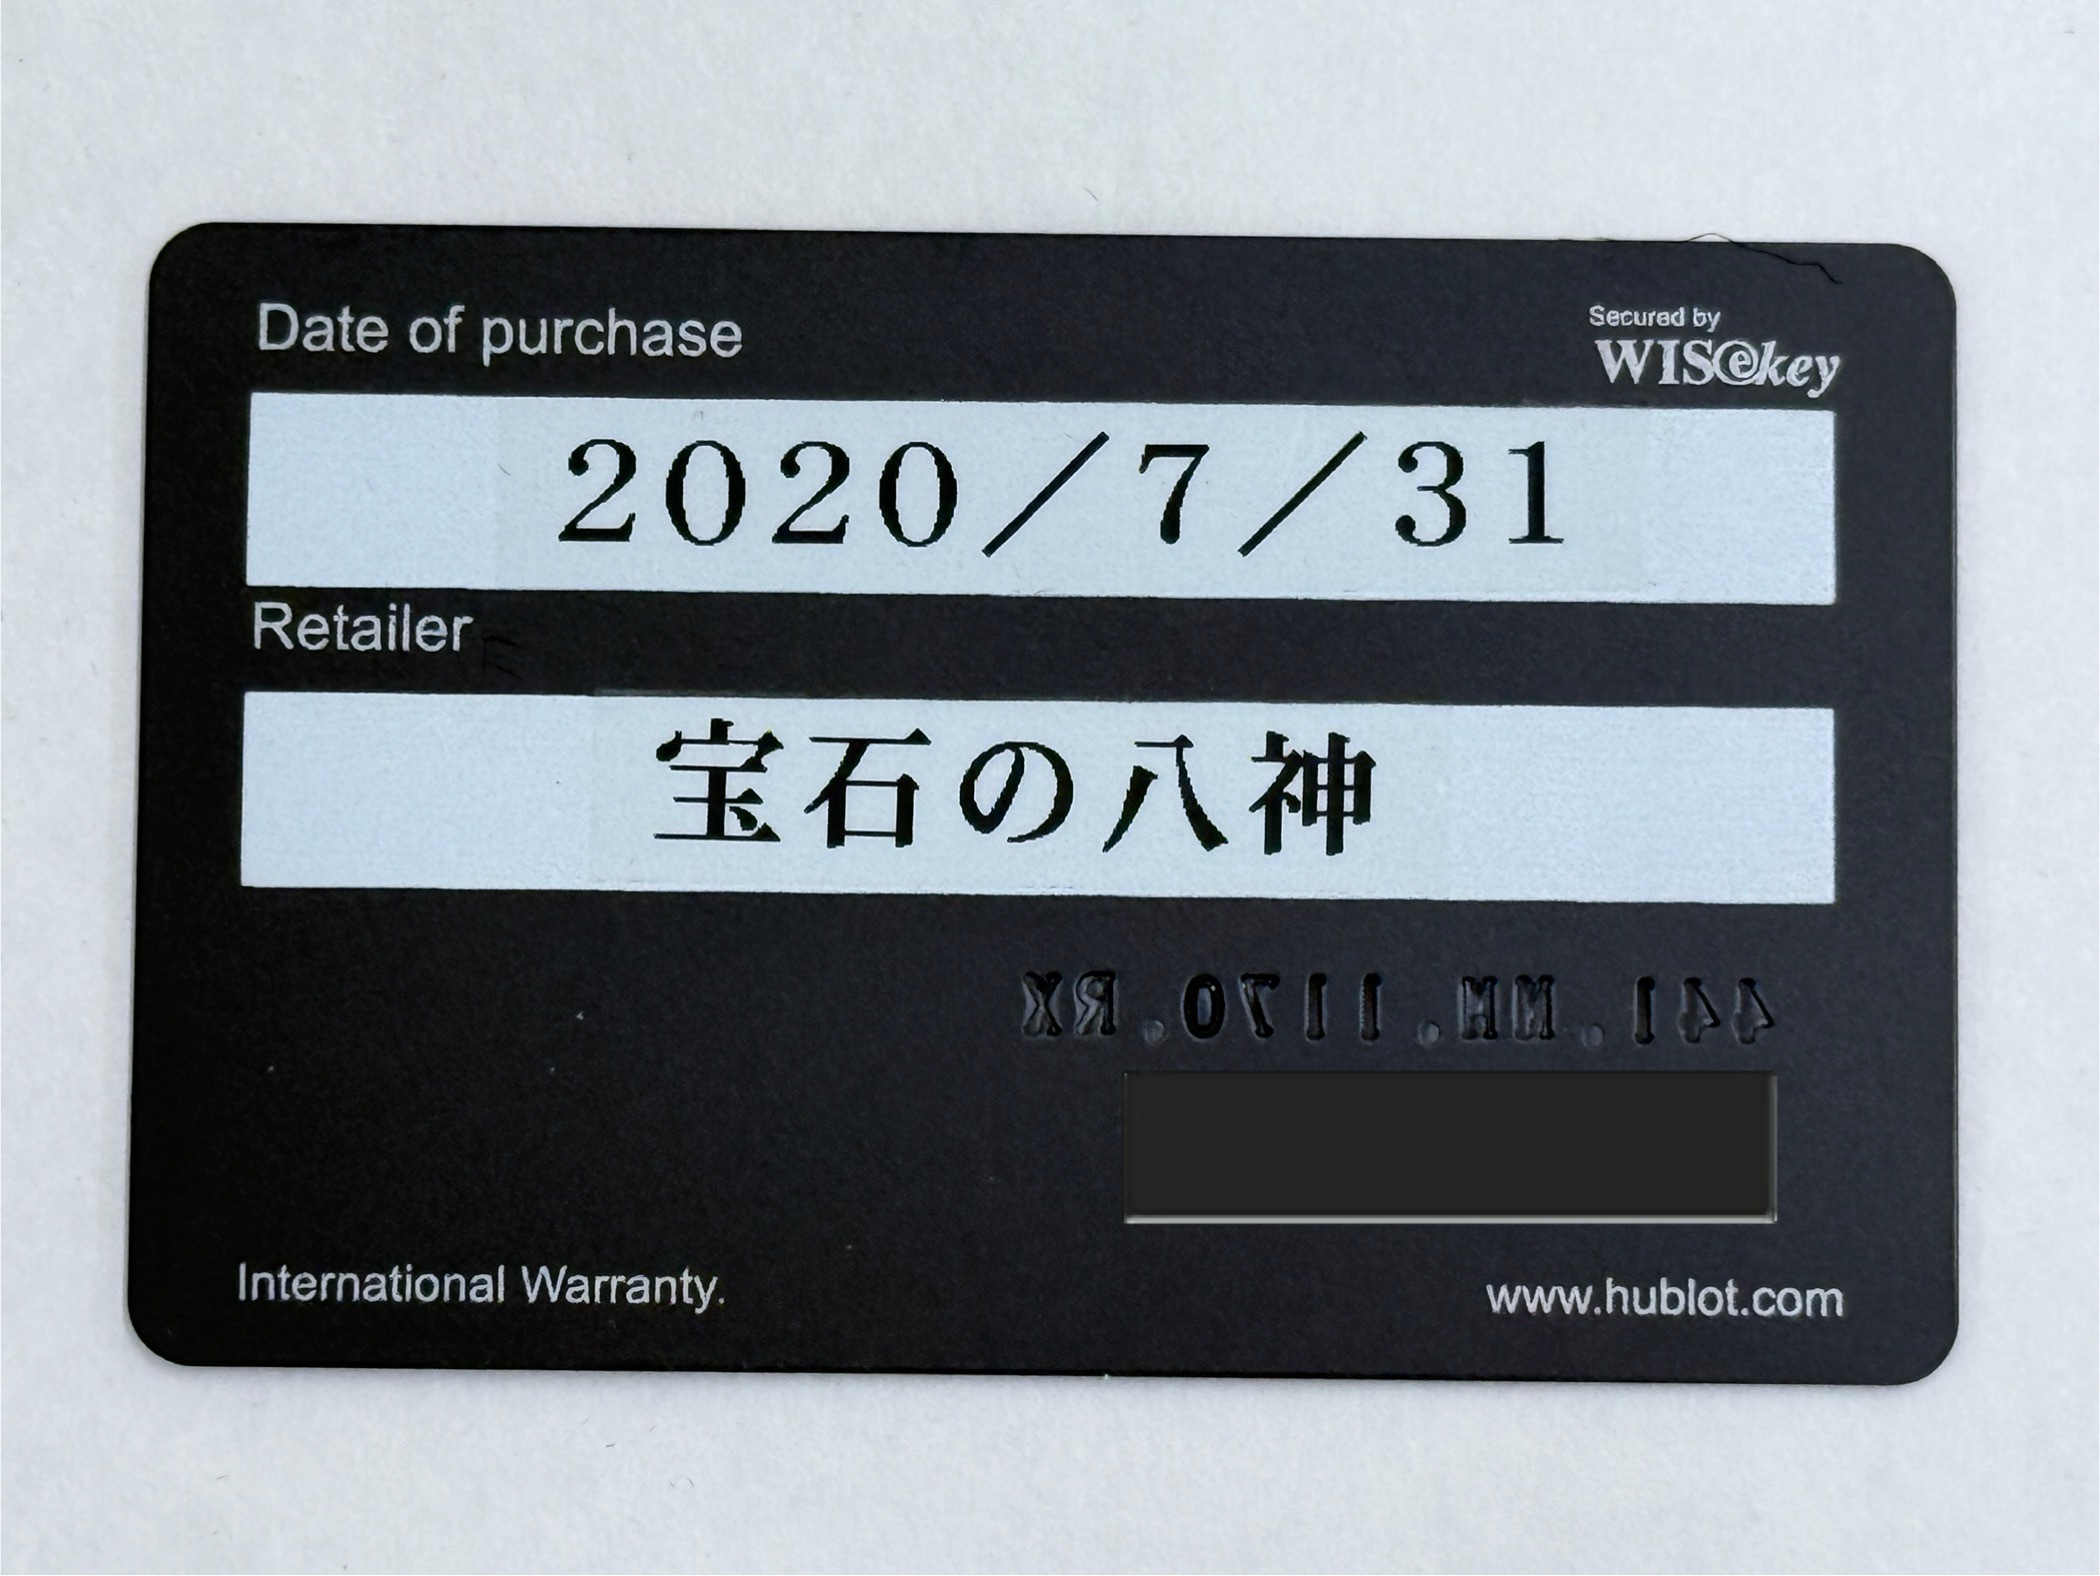 Date of purchase
Secured by
WISekey
2020／7／31
Retailer
宝石の八神
441.NM.1170.RX
International Warranty.
www.hublot.com